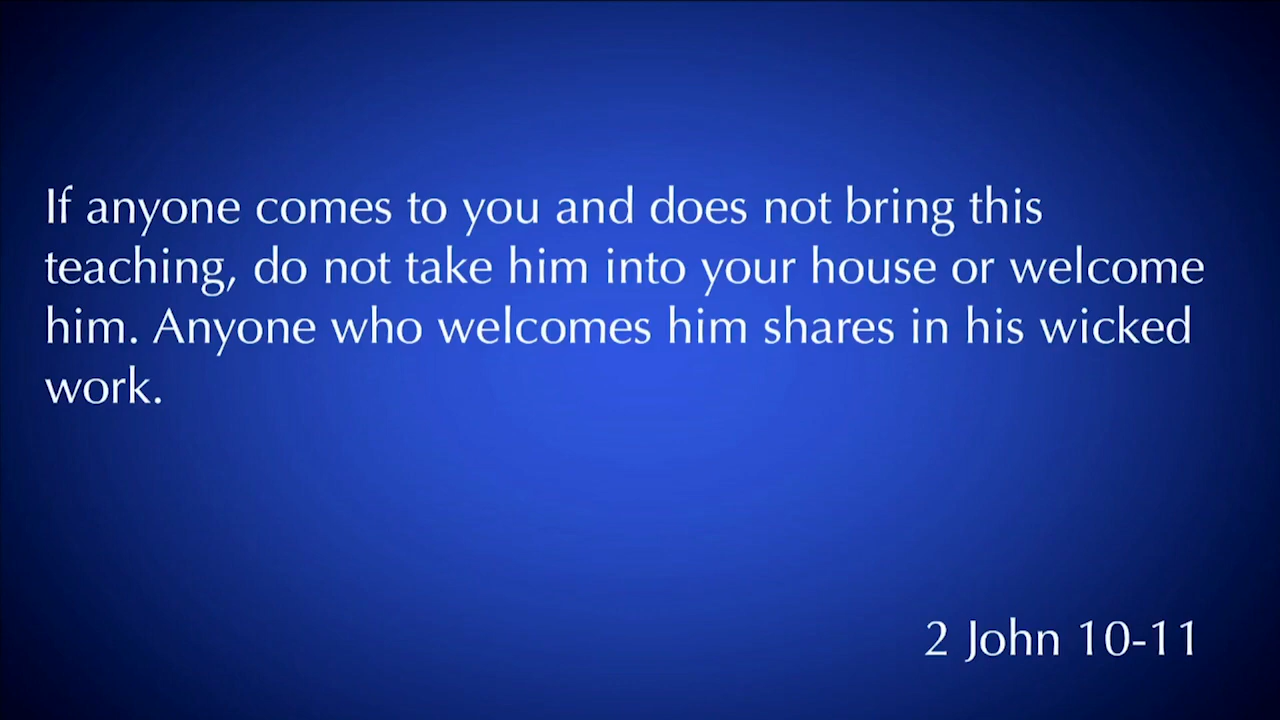 If anyone comes to you and does not bring this
teaching, do not take him into your house or welcome
him. Anyone who welcomes him shares in his wicked
work.
2 John 10-11